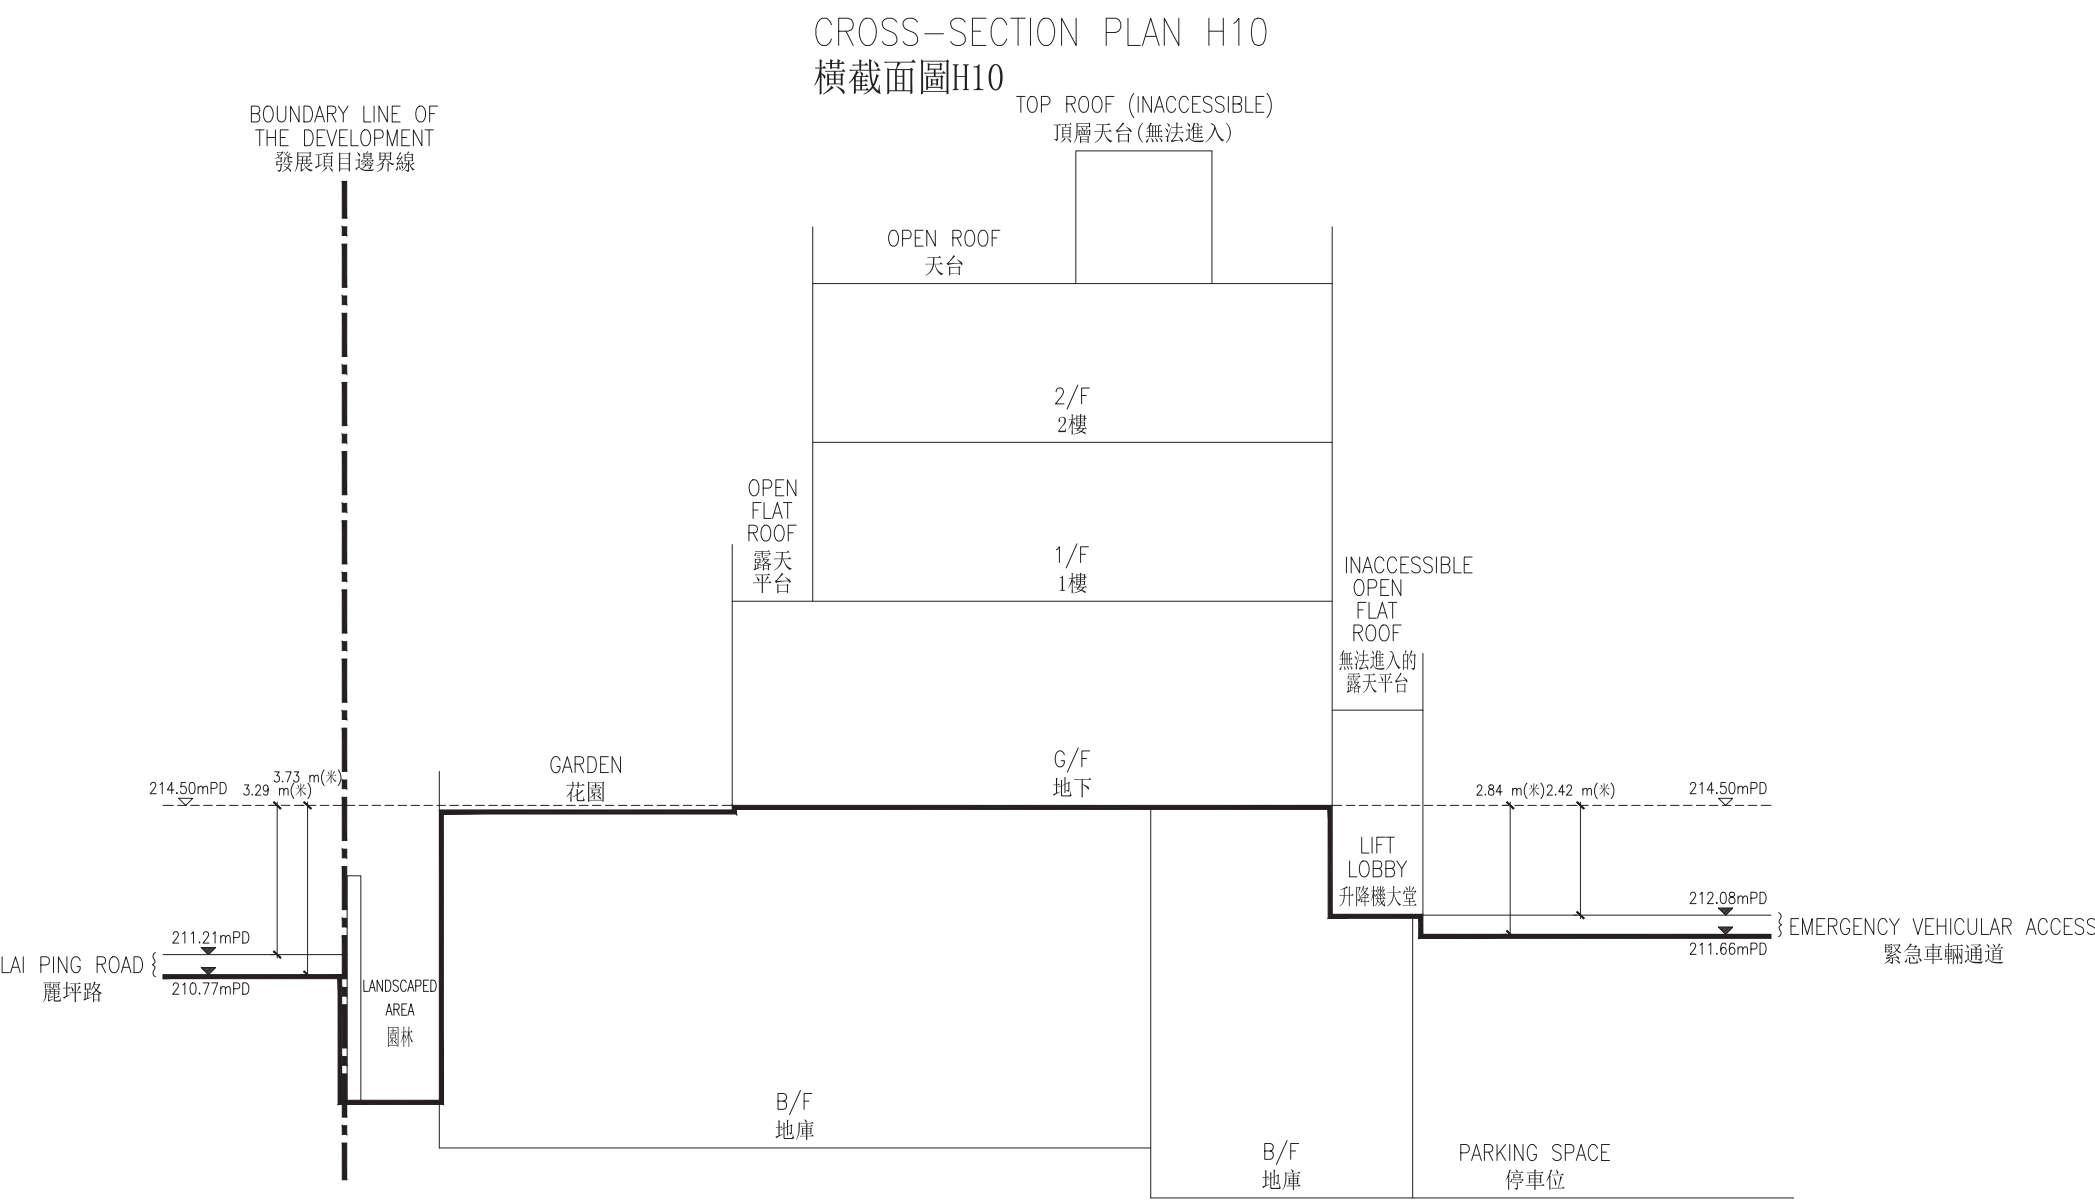 CROSS-SECTION PLAN H10
橫截面圖H10
BOUNDARY LINE OF
THE DEVELOPMENT
發展項目邊界線
TOP ROOF (INACCESSIBLE)
頂層天台(無法進入)
OPEN ROOF
天台
2/F
2樓
OPEN
FLAT
ROOF
露天
平台
1/F
1樓
INACCESSIBLE
OPEN
FLAT
ROOF
無法進入的
露天平台
GARDEN
花園
G/F
地下
214.50mPD
3.29 m(米)
3.73 m(米)
2.84 m(米)
2.42 m(米)
214.50mPD
LIFT
LOBBY
升降機大堂
212.08mPD
211.66mPD
EMERGENCY VEHICULAR ACCESS
緊急車輛通道
211.21mPD
210.77mPD
LAI PING ROAD
麗坪路
LANDSCAPED
AREA
園林
B/F
地庫
B/F
地庫
PARKING SPACE
停車位